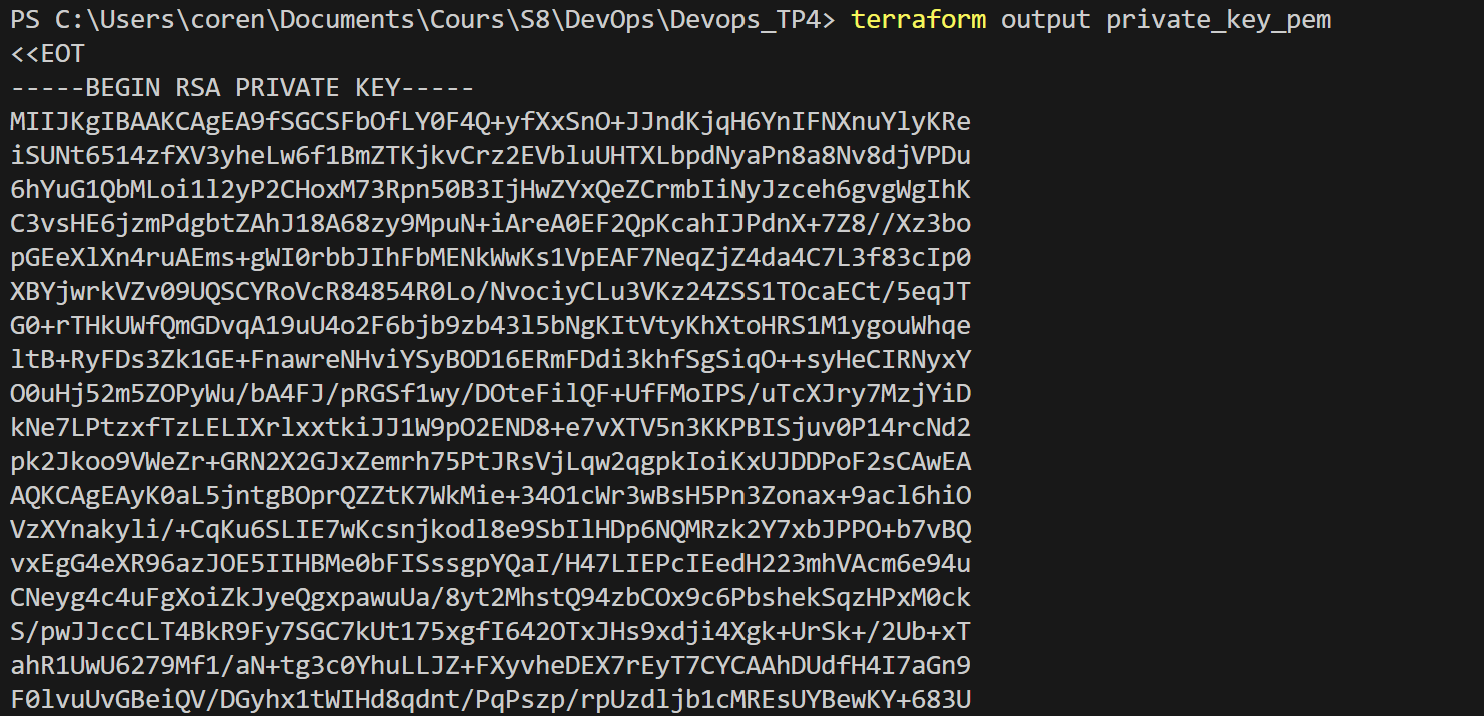 PS C:\Users\coren\Documents\Cours\S8\DevOps\Devops_TP4> terraform output private_key_pem
<<EOT
-----BEGIN RSA PRIVATE KEY-----
MIIJKgIBAAKCAgEA9fSGCSFbOfLY0F4Q+yfXxSnO+JJndKjqH6YnIFNXnuYlyKRe
iSUNt6514zfXV3yheLw6f1BmZTKjkvCrz2EVbluUHTXLbpdNyaPn8a8Nv8djVPDu
6hYuG1QbMLoi1l2yP2CHoxM73Rpn50B3IjHwZYxQeZCrmbIiNyJzceh6gvgWgIhK
C3vsHE6jzmPdgbtZAhJ18A68zy9MpuN+iAreA0EF2QpKcahIJPdnX+7Z8//Xz3bo
pGEeXlXn4ruAEms+gWI0rbbJIhFbMENkWwKs1VpEAF7NeqZjZ4da4C7L3f83cIp0
XBYjwrkVZv09UQSCYRoVcR84854R0Lo/NvociyCLu3VKz24ZSS1TOcaECt/5eqJT
G0+rTHkUWfQmGDvqA19uU4o2F6bjb9zb43l5bNgKItVtyKhXtoHRS1M1ygouWhqe
ltB+RyFDs3Zk1GE+FnawreNHviYSyBOD16ERmFDdi3khfSgSiqO++syHeCIRNyxY
O0uHj52m5ZOPyWu/bA4FJ/pRGSf1wy/DOteFilQF+UfFMoIPS/uTcXJry7MzjYiD
kNe7LPtzxfTzLELIXrlxxtkiJJ1W9pO2END8+e7vXTV5n3KKPBISjuv0P14rcNd2
pk2Jkoo9VWeZr+GRN2X2GJxZemrh75PtJRsVjLqw2qgpkIoiKxUJDDPoF2sCAwEA
AQKCAgEAyK0aL5jntgBOprQZZtK7WkMie+34O1cWr3wBsH5Pn3Zonax+9acl6hiO
VzXYnakyli/+CqKu6SLIE7wKcsnjkodl8e9SbIlHDp6NQMRzk2Y7xbJPPO+b7vBQ
vxEgG4eXR96azJOE5IIHBMe0bFISssgpYQaI/H47LIEPcIEedH223mhVAcm6e94u
CNeyg4c4uFgXoiZkJyeQgxpawuUa/8yt2MhstQ94zbCOx9c6PbshekSqzHPxM0ck
S/pwJJccCLT4BkR9Fy7SGC7kUt175xgfI642OTxJHs9xdji4Xgk+UrSk+/2Ub+xT
ahR1UwU6279Mf1/aN+tg3c0YhuLLJZ+FXyvheDEX7rEyT7CYCAAhDUdfH4I7aGn9
F0lvuUvGBeiQV/DGyhx1tWIHd8qdnt/PqPszp/rpUzdljb1cMREsUYBewKY+683U